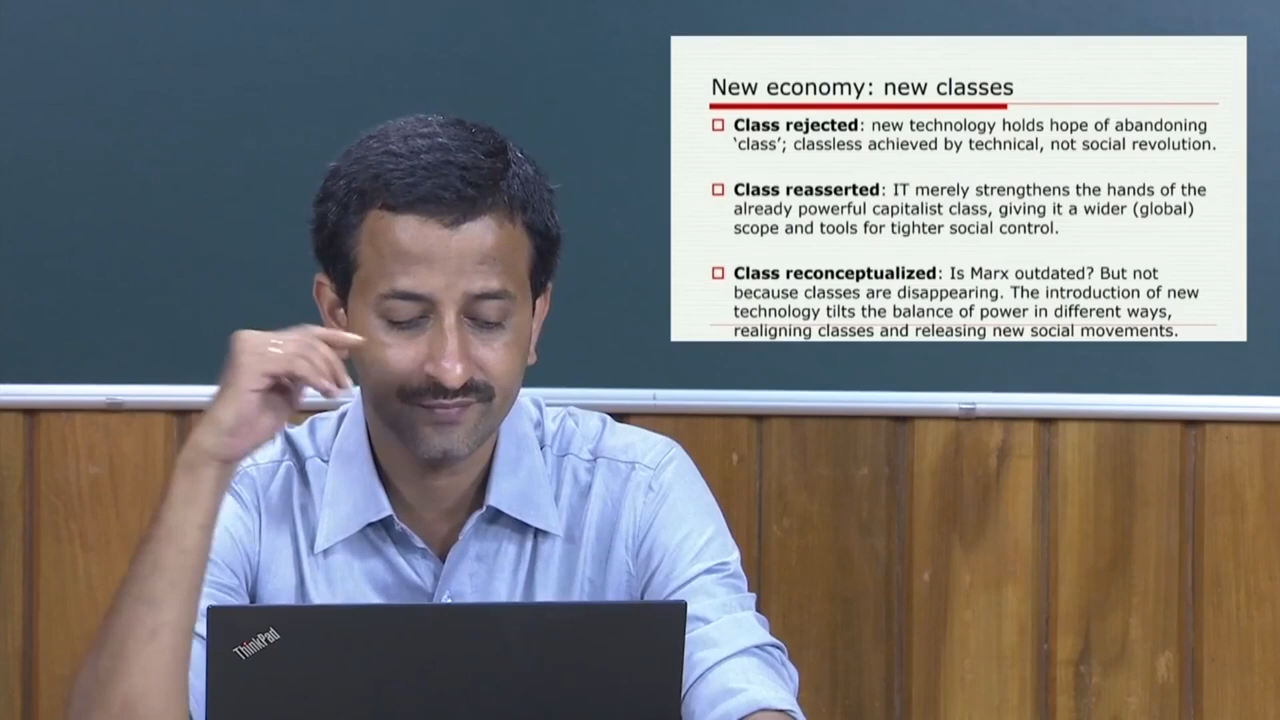 New economy: new classes
Class rejected: new technology holds hope of abandoning
‘class’; classless achieved by technical, not social revolution.
Class reasserted: IT merely strengthens the hands of the
already powerful capitalist class, giving it a wider (global)
scope and tools for tighter social control.
Class reconceptualized: Is Marx outdated? But not
because classes are disappearing. The introduction of new
technology tilts the balance of power in different ways,
realigning classes and releasing new social movements.
ThinkPad